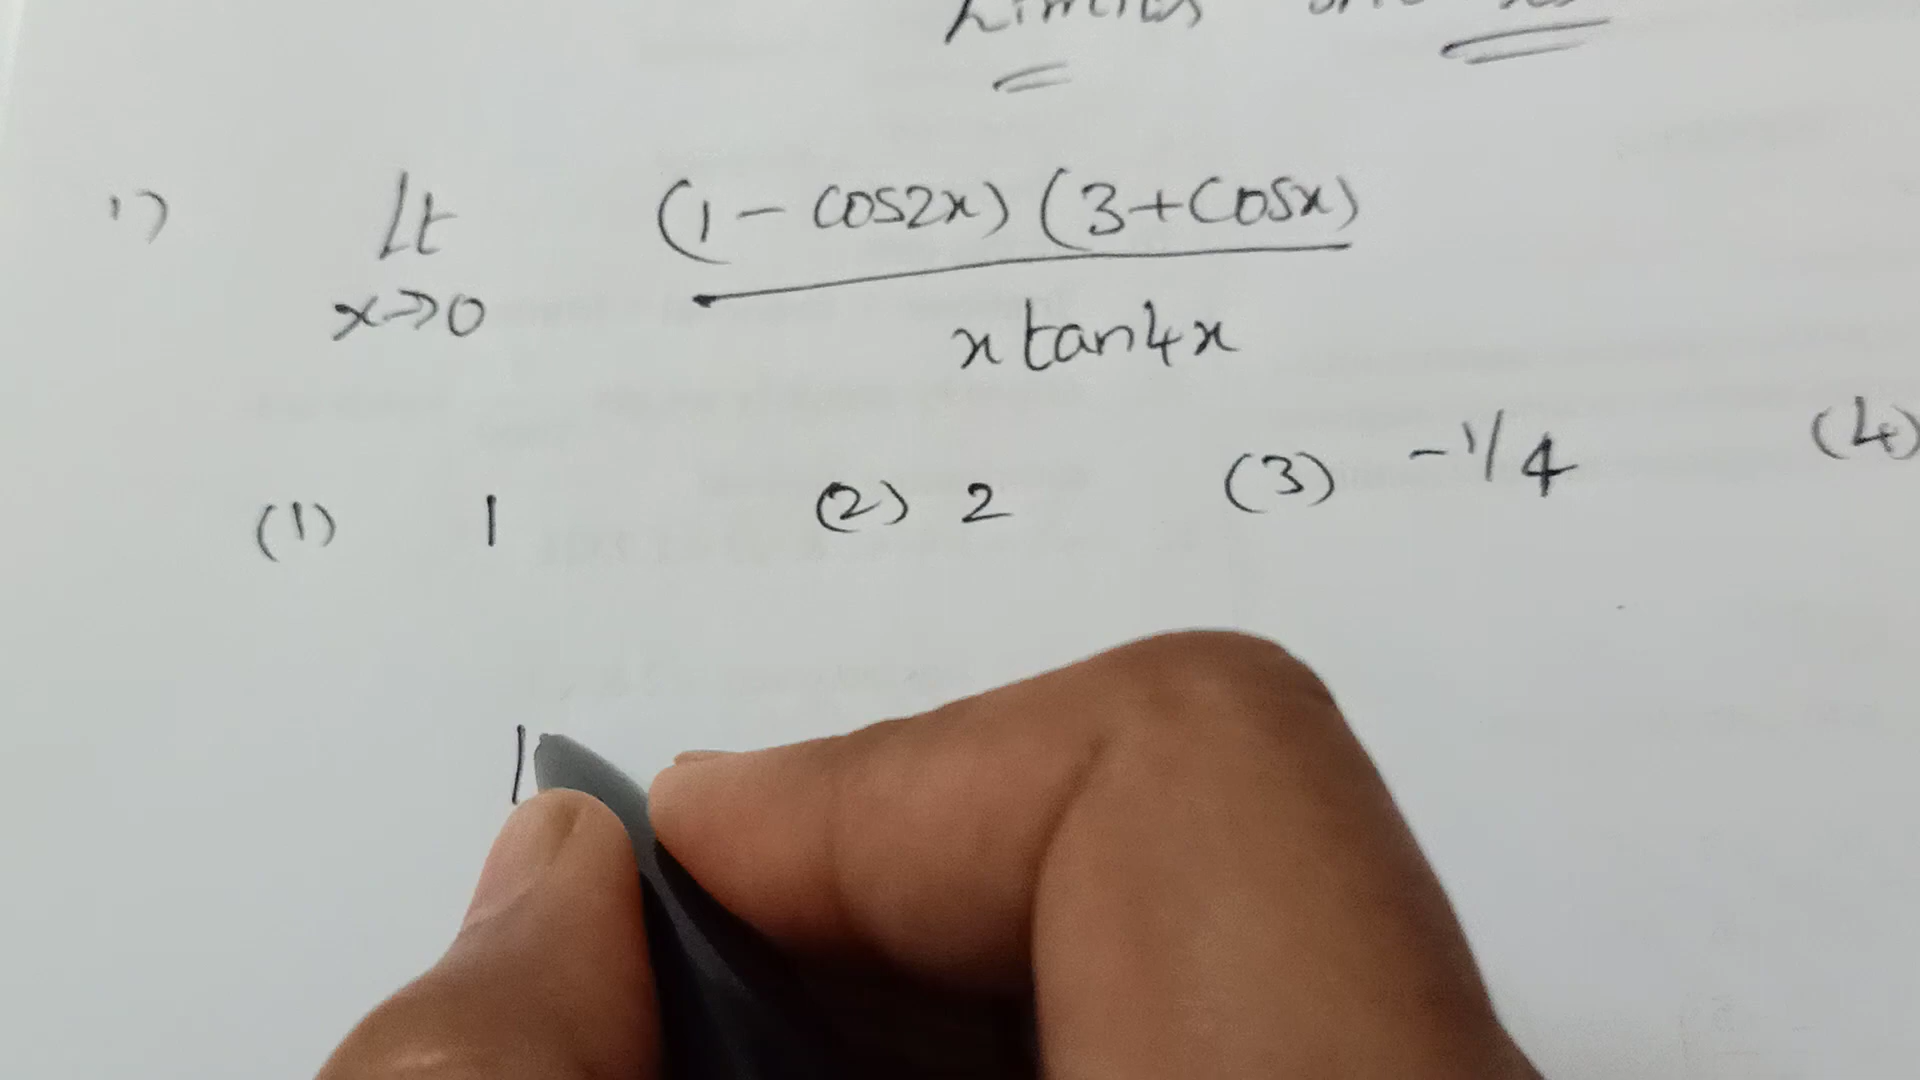 1) Lt x→0 (1 - cos2x) (3 + cosx) / x tan4x
(1) 1 (2) 2 (3) -1/4 (4)